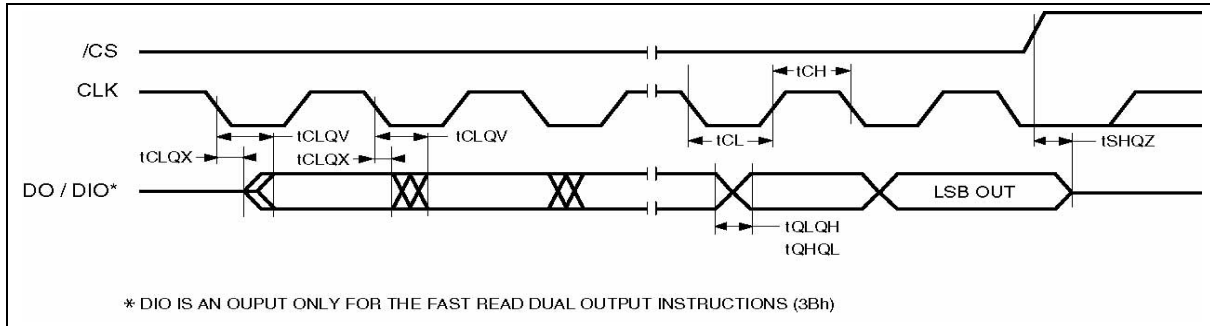 /CS
CLK
tCH
tCLQV
tCLQV
tCL
tSHQZ
tCLQX
tCLQX
DO / DIO*
LSB OUT
tQLQH
tQHQL
* DIO IS AN OUPUT ONLY FOR THE FAST READ DUAL OUTPUT INSTRUCTIONS (3Bh)